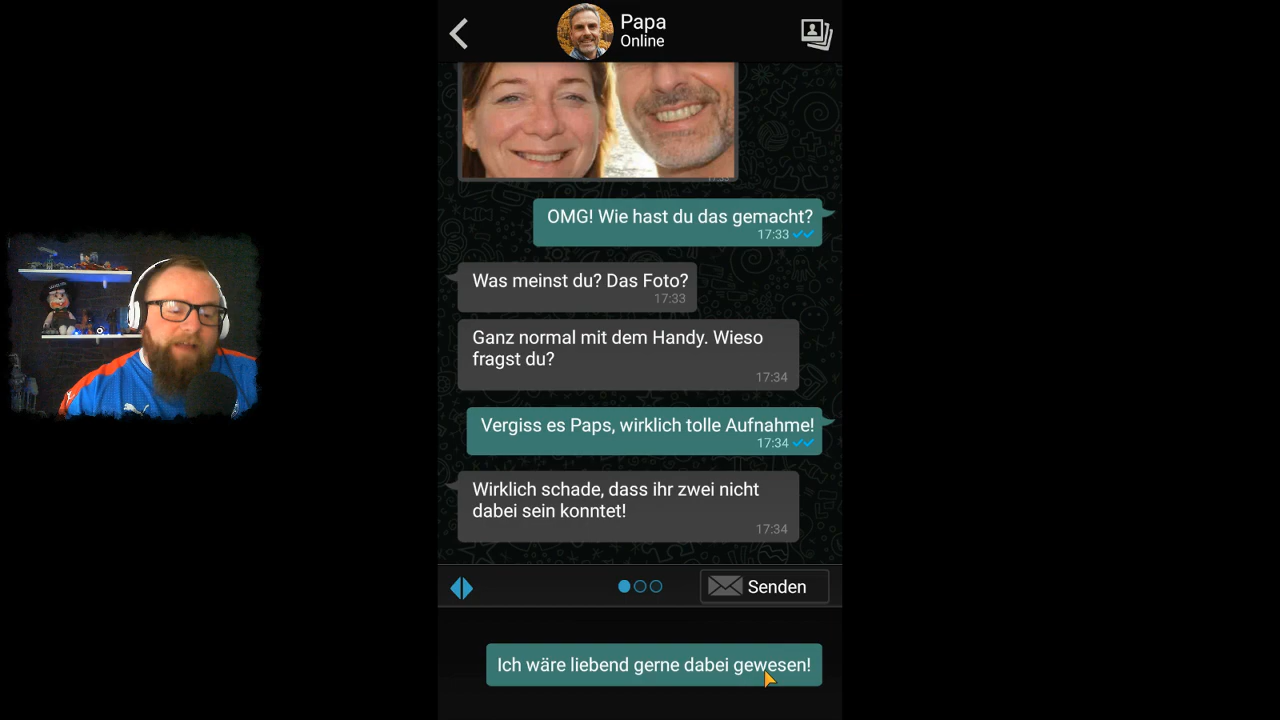 Papa
Online
17:33
OMG! Wie hast du das gemacht?
17:33
Was meinst du? Das Foto?
17:33
Ganz normal mit dem Handy. Wieso
fragst du?
17:34
Vergiss es Paps, wirklich tolle Aufnahme!
17:34
Wirklich schade, dass ihr zwei nicht
dabei sein konntet!
17:34
Senden
Ich wäre liebend gerne dabei gewesen!